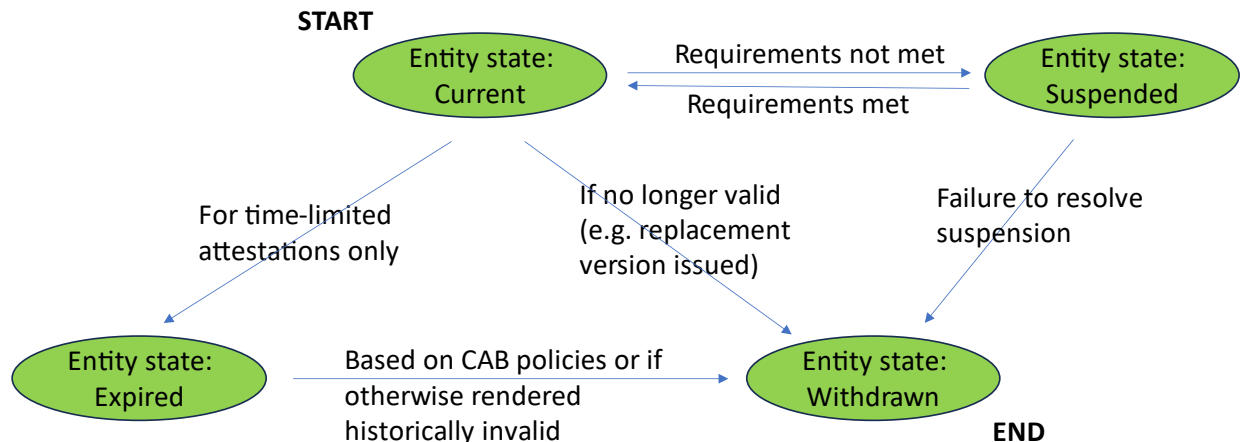 START
Entity state:
Current
Requirements not met
Requirements met
Entity state:
Suspended
For time-limited
attestations only
If no longer valid
(e.g. replacement
version issued)
Failure to resolve
suspension
Entity state:
Expired
Based on CAB policies or if
otherwise rendered
historically invalid
Entity state:
Withdrawn
END